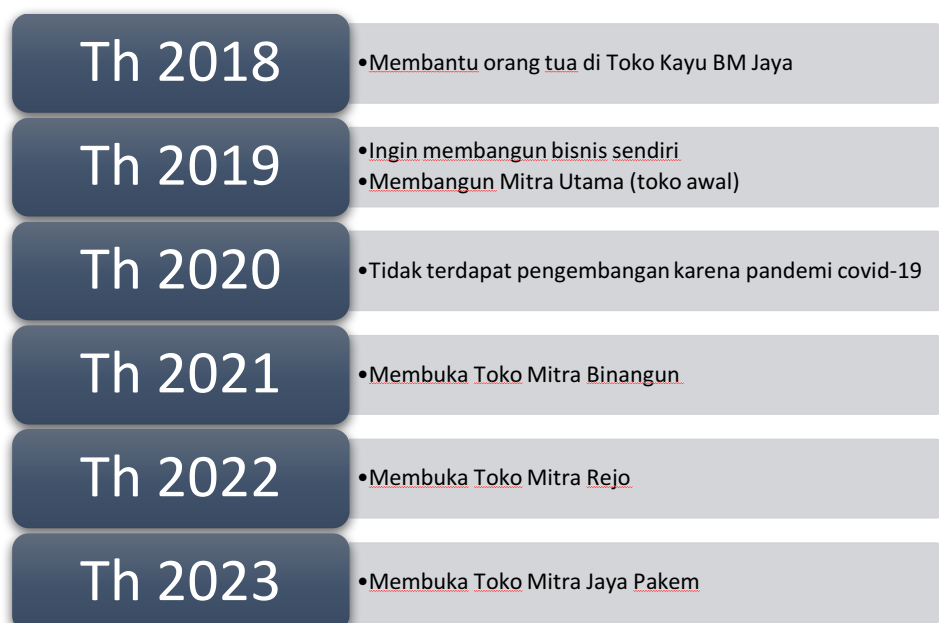 Th 2018
•Membantu orang tua di Toko Kayu BM Jaya
Th 2019
•Ingin membangun bisnis sendiri
•Membangun Mitra Utama (toko awal)
Th 2020
•Tidak terdapat pengembangan karena pandemi covid-19
Th 2021
•Membuka Toko Mitra Binangun
Th 2022
•Membuka Toko Mitra Rejo
Th 2023
•Membuka Toko Mitra Jaya Pakem